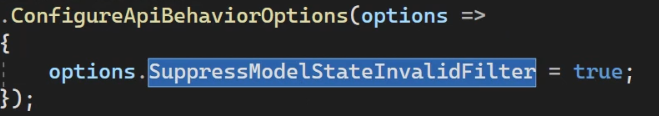 .ConfigureApiBehaviorOptions(options =>
{
options.SuppressModelStateInvalidFilter = true;
});